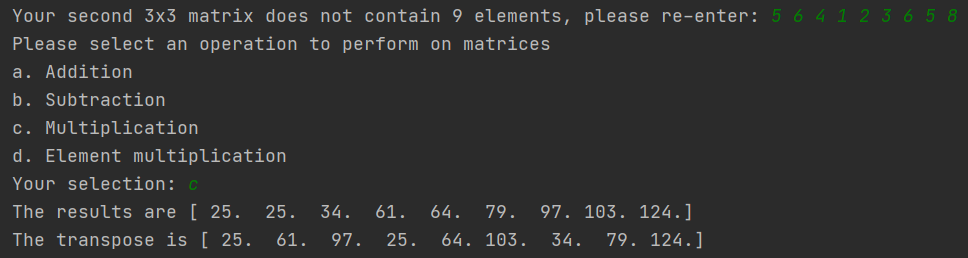 Your second 3x3 matrix does not contain 9 elements, please re-enter: 5 6 4 1 2 3 6 5 8
Please select an operation to perform on matrices
a. Addition
b. Subtraction
c. Multiplication
d. Element multiplication
Your selection: c
The results are [ 25.  25.  34.  61.  64.  79.  97. 103. 124.]
The transpose is [ 25.  61.  97.  25.  64. 103.  34.  79. 124.]